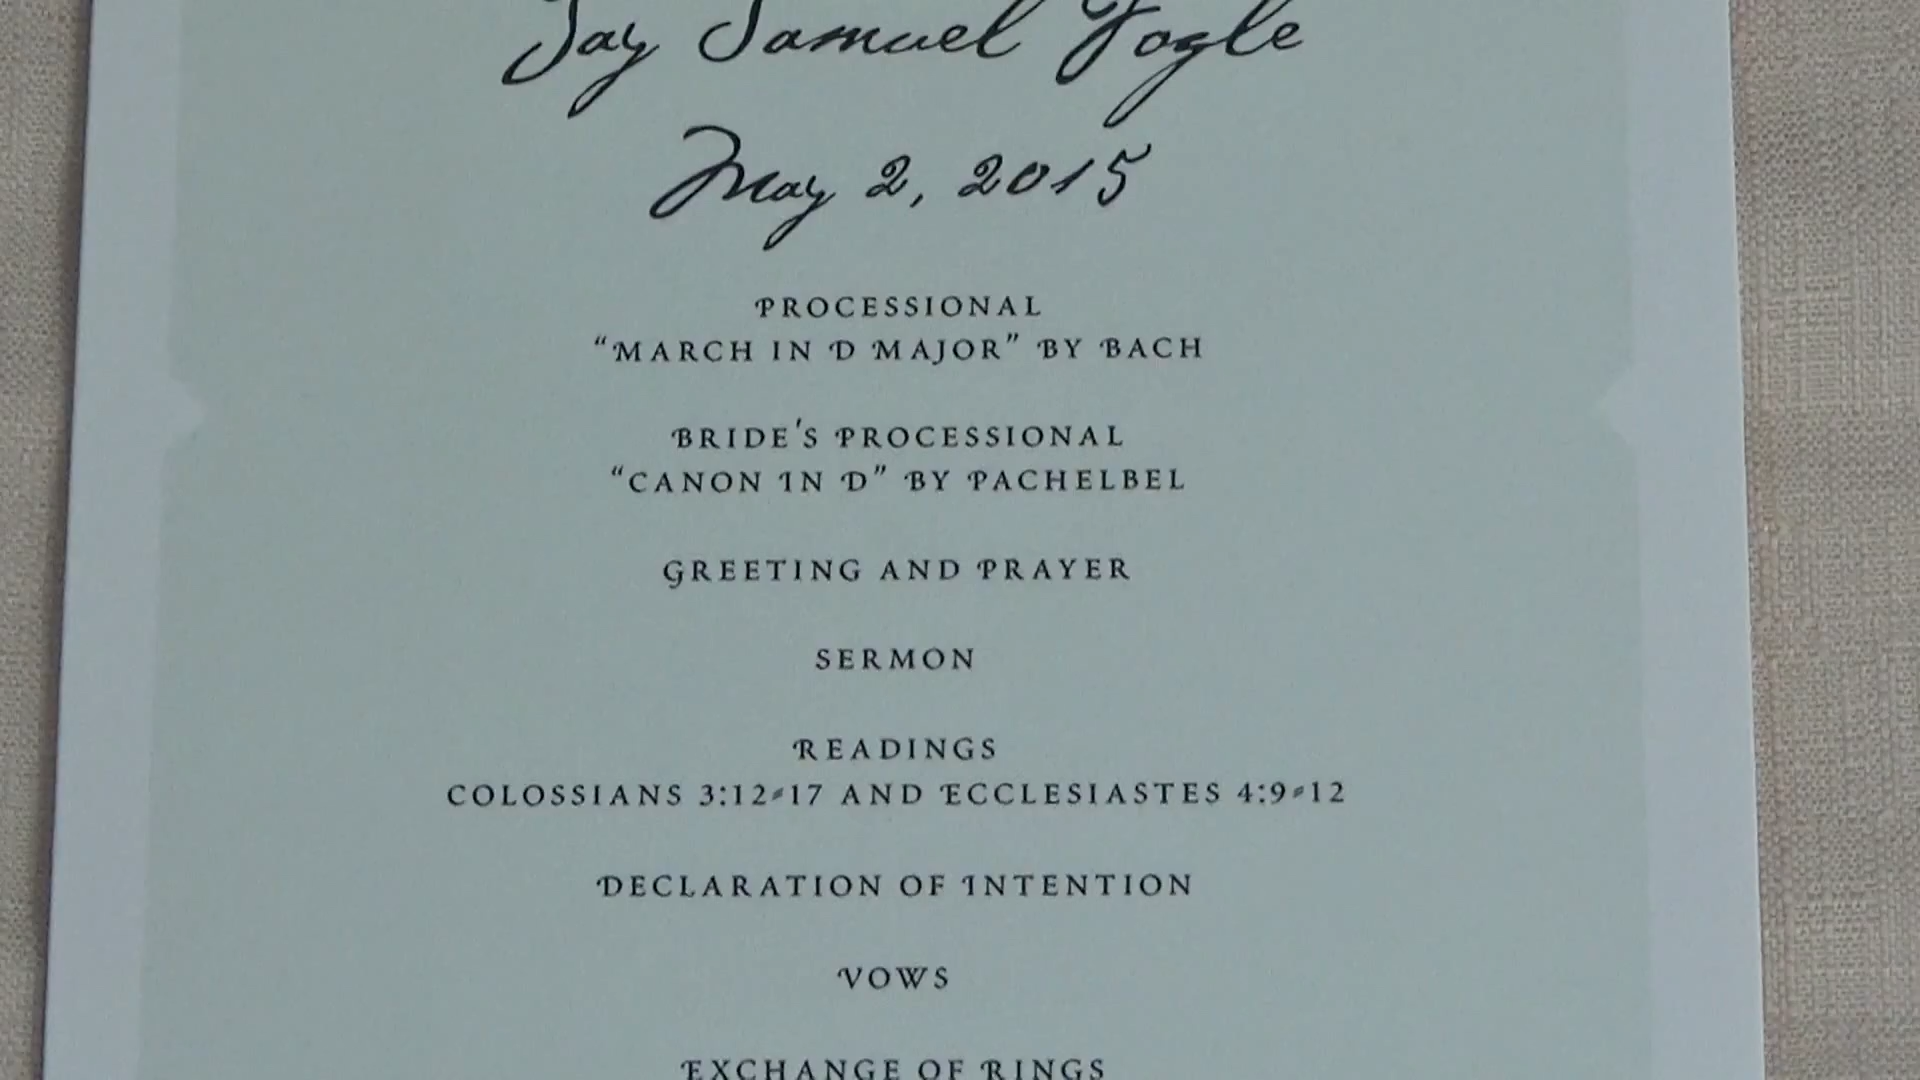 Jay Samuel Fogle
May 2, 2015
PROCESSIONAL
"MARCH IN D MAJOR" BY BACH
BRIDE'S PROCESSIONAL
"CANON IN D" BY PACHELBEL
GREETING AND PRAYER
SERMON
READINGS
COLOSSIANS 3:12-17 AND ECCLESIASTES 4:9-12
DECLARATION OF INTENTION
VOWS
EXCHANGE OF RINGS